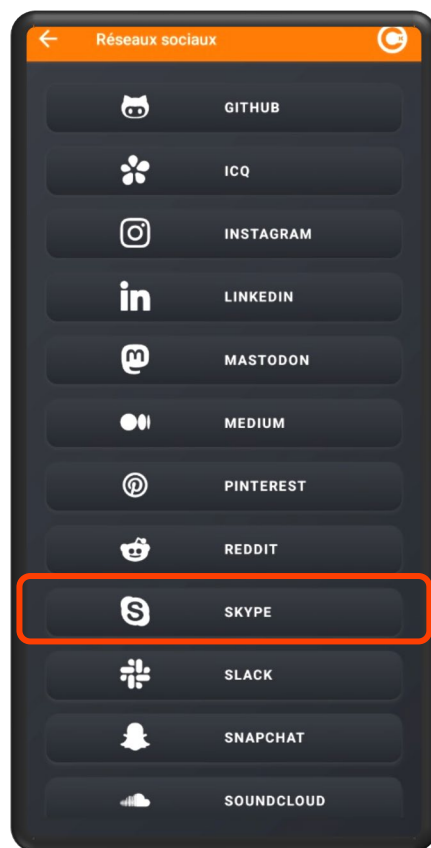 Réseaux sociaux
GITHUB
ICQ
INSTAGRAM
LINKEDIN
MASTODON
MEDIUM
PINTEREST
REDDIT
SKYPE
SLACK
SNAPCHAT
SOUNDCLOUD